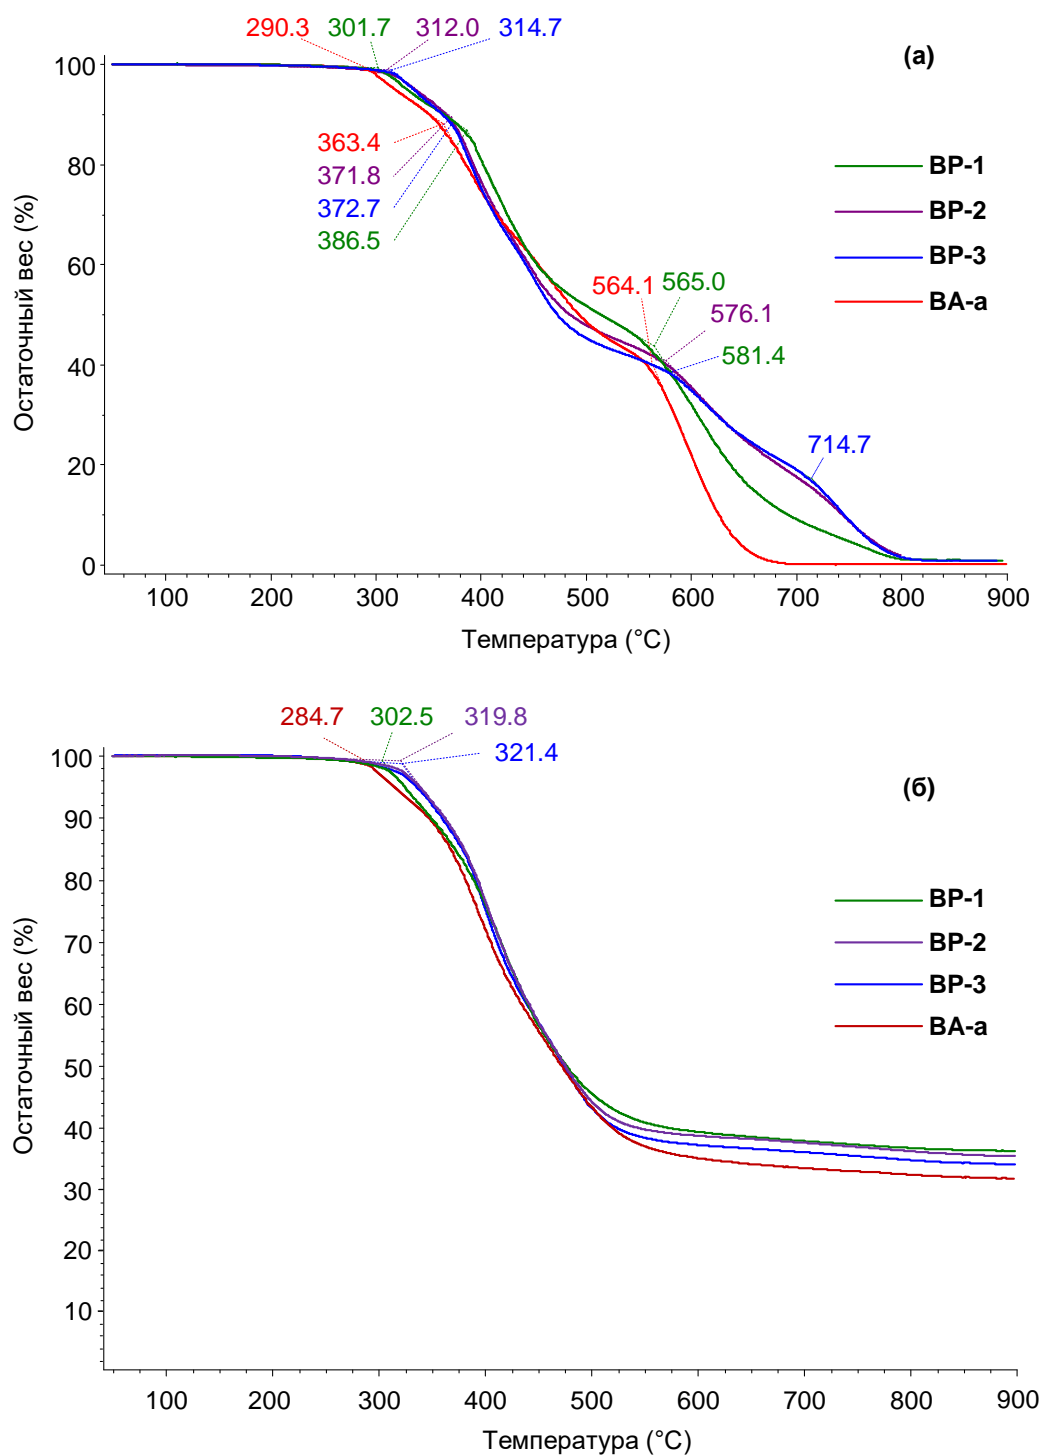 290.3 301.7 312.0 314.7
(а)
100
80
60
40
20
0
Остаточный вес (%)
363.4
371.8
372.7
386.5
BP-1
BP-2
BP-3
BA-a
564.1 565.0
576.1
581.4
714.7
100 200 300 400 500 600 700 800 900
Температура (°C)
284.7 302.5 319.8
321.4
(б)
100
90
80
70
60
50
40
30
20
10
Остаточный вес (%)
BP-1
BP-2
BP-3
BA-a
100 200 300 400 500 600 700 800 900
Температура (°C)